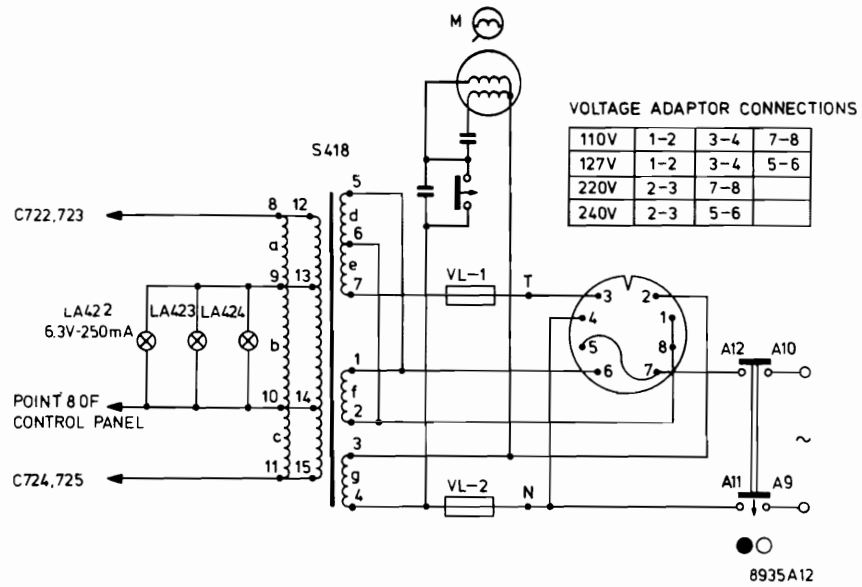 M
VOLTAGE ADAPTOR CONNECTIONS
110V 1-2 3-4 7-8
127V 1-2 3-4 5-6
220V 2-3 7-8
240V 2-3 5-6
S418
5
C722,723
8 12
d
a
6
e
9 13
7
VL-1
T
3 2
4 1
LA422
LA423
LA424
6.3V-250mA
b
5 8
1
6 7
A12 A10
f
POINT 8 OF
CONTROL PANEL
10 14
2
c
3
~
g
C724,725
11 15
4
VL-2
N
A11 A9
8935A12